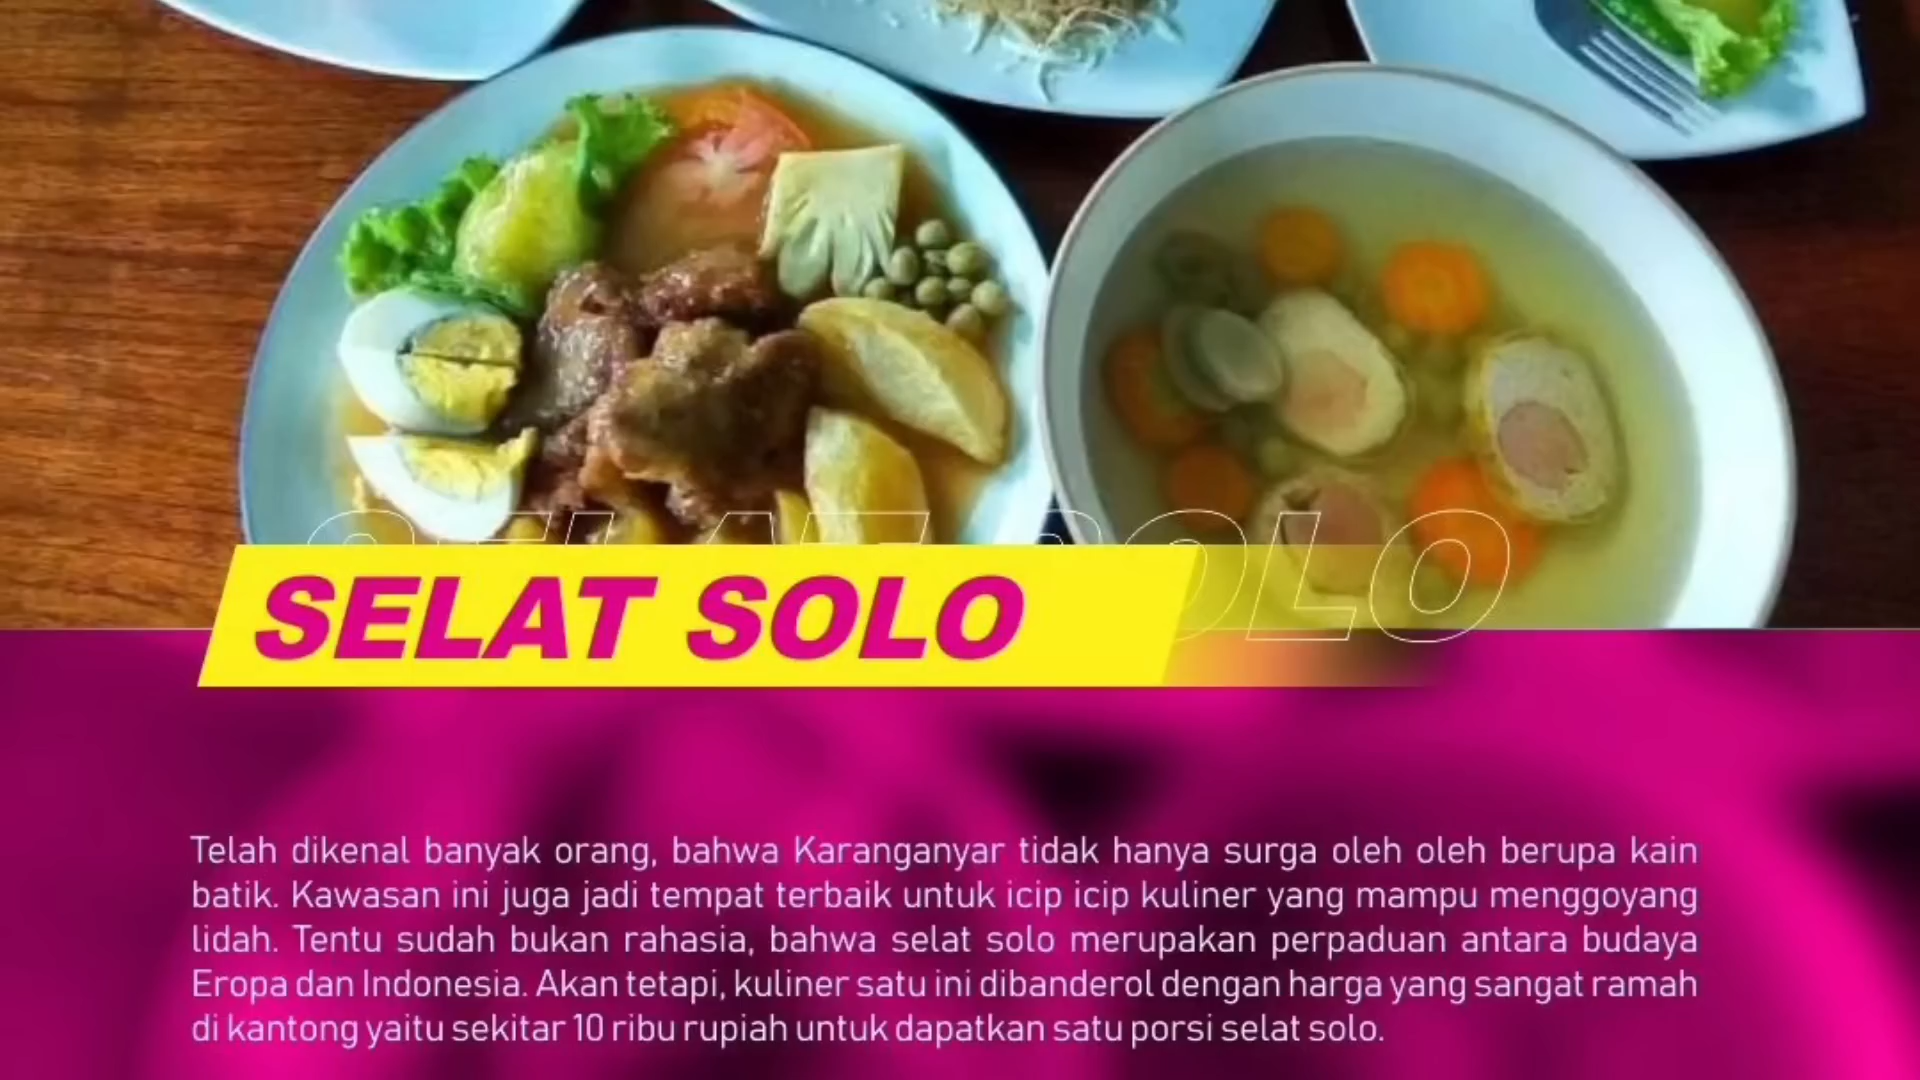 SELAT SOLO
SELAT SOLO
Telah dikenal banyak orang, bahwa Karanganyar tidak hanya surga oleh oleh berupa kain
batik. Kawasan ini juga jadi tempat terbaik untuk icip icip kuliner yang mampu menggoyang
lidah. Tentu sudah bukan rahasia, bahwa selat solo merupakan perpaduan antara budaya
Eropa dan Indonesia. Akan tetapi, kuliner satu ini dibanderol dengan harga yang sangat ramah
di kantong yaitu sekitar 10 ribu rupiah untuk dapatkan satu porsi selat solo.